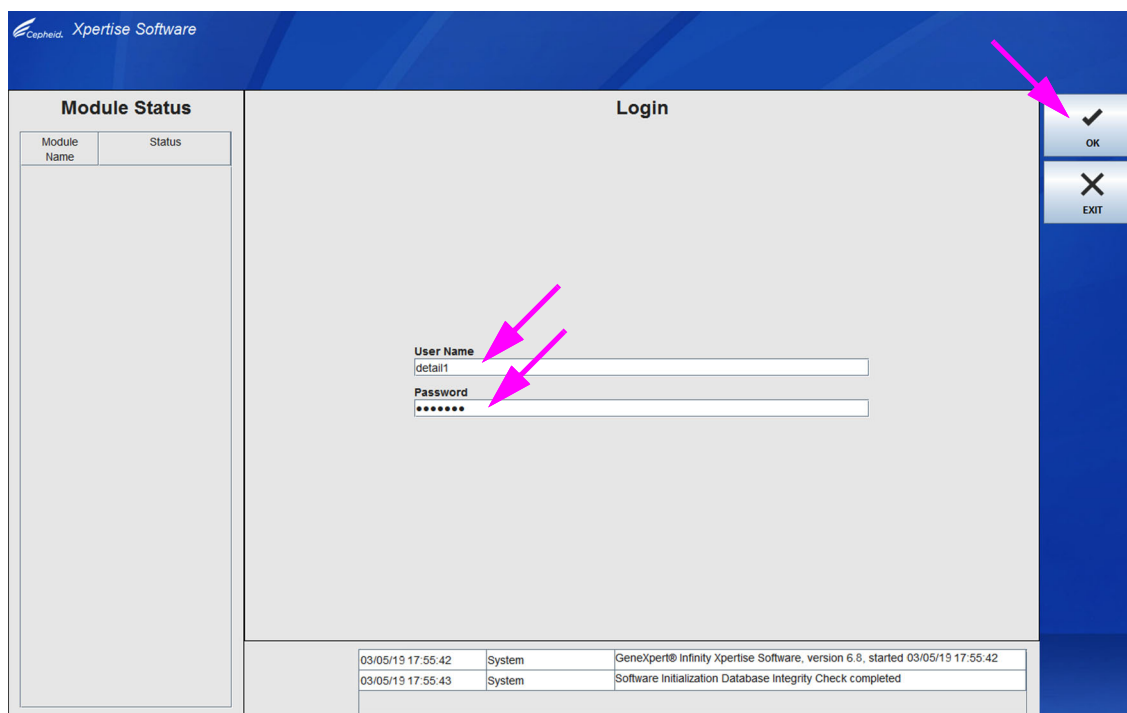 Cepheid. Xpertise Software
Module Status
Login
Module Name
Status
OK
EXIT
User Name
detail1
Password
•••••••
03/05/19 17:55:42 System GeneXpert® Infinity Xpertise Software, version 6.8, started 03/05/19 17:55:42
03/05/19 17:55:43 System Software Initialization Database Integrity Check completed